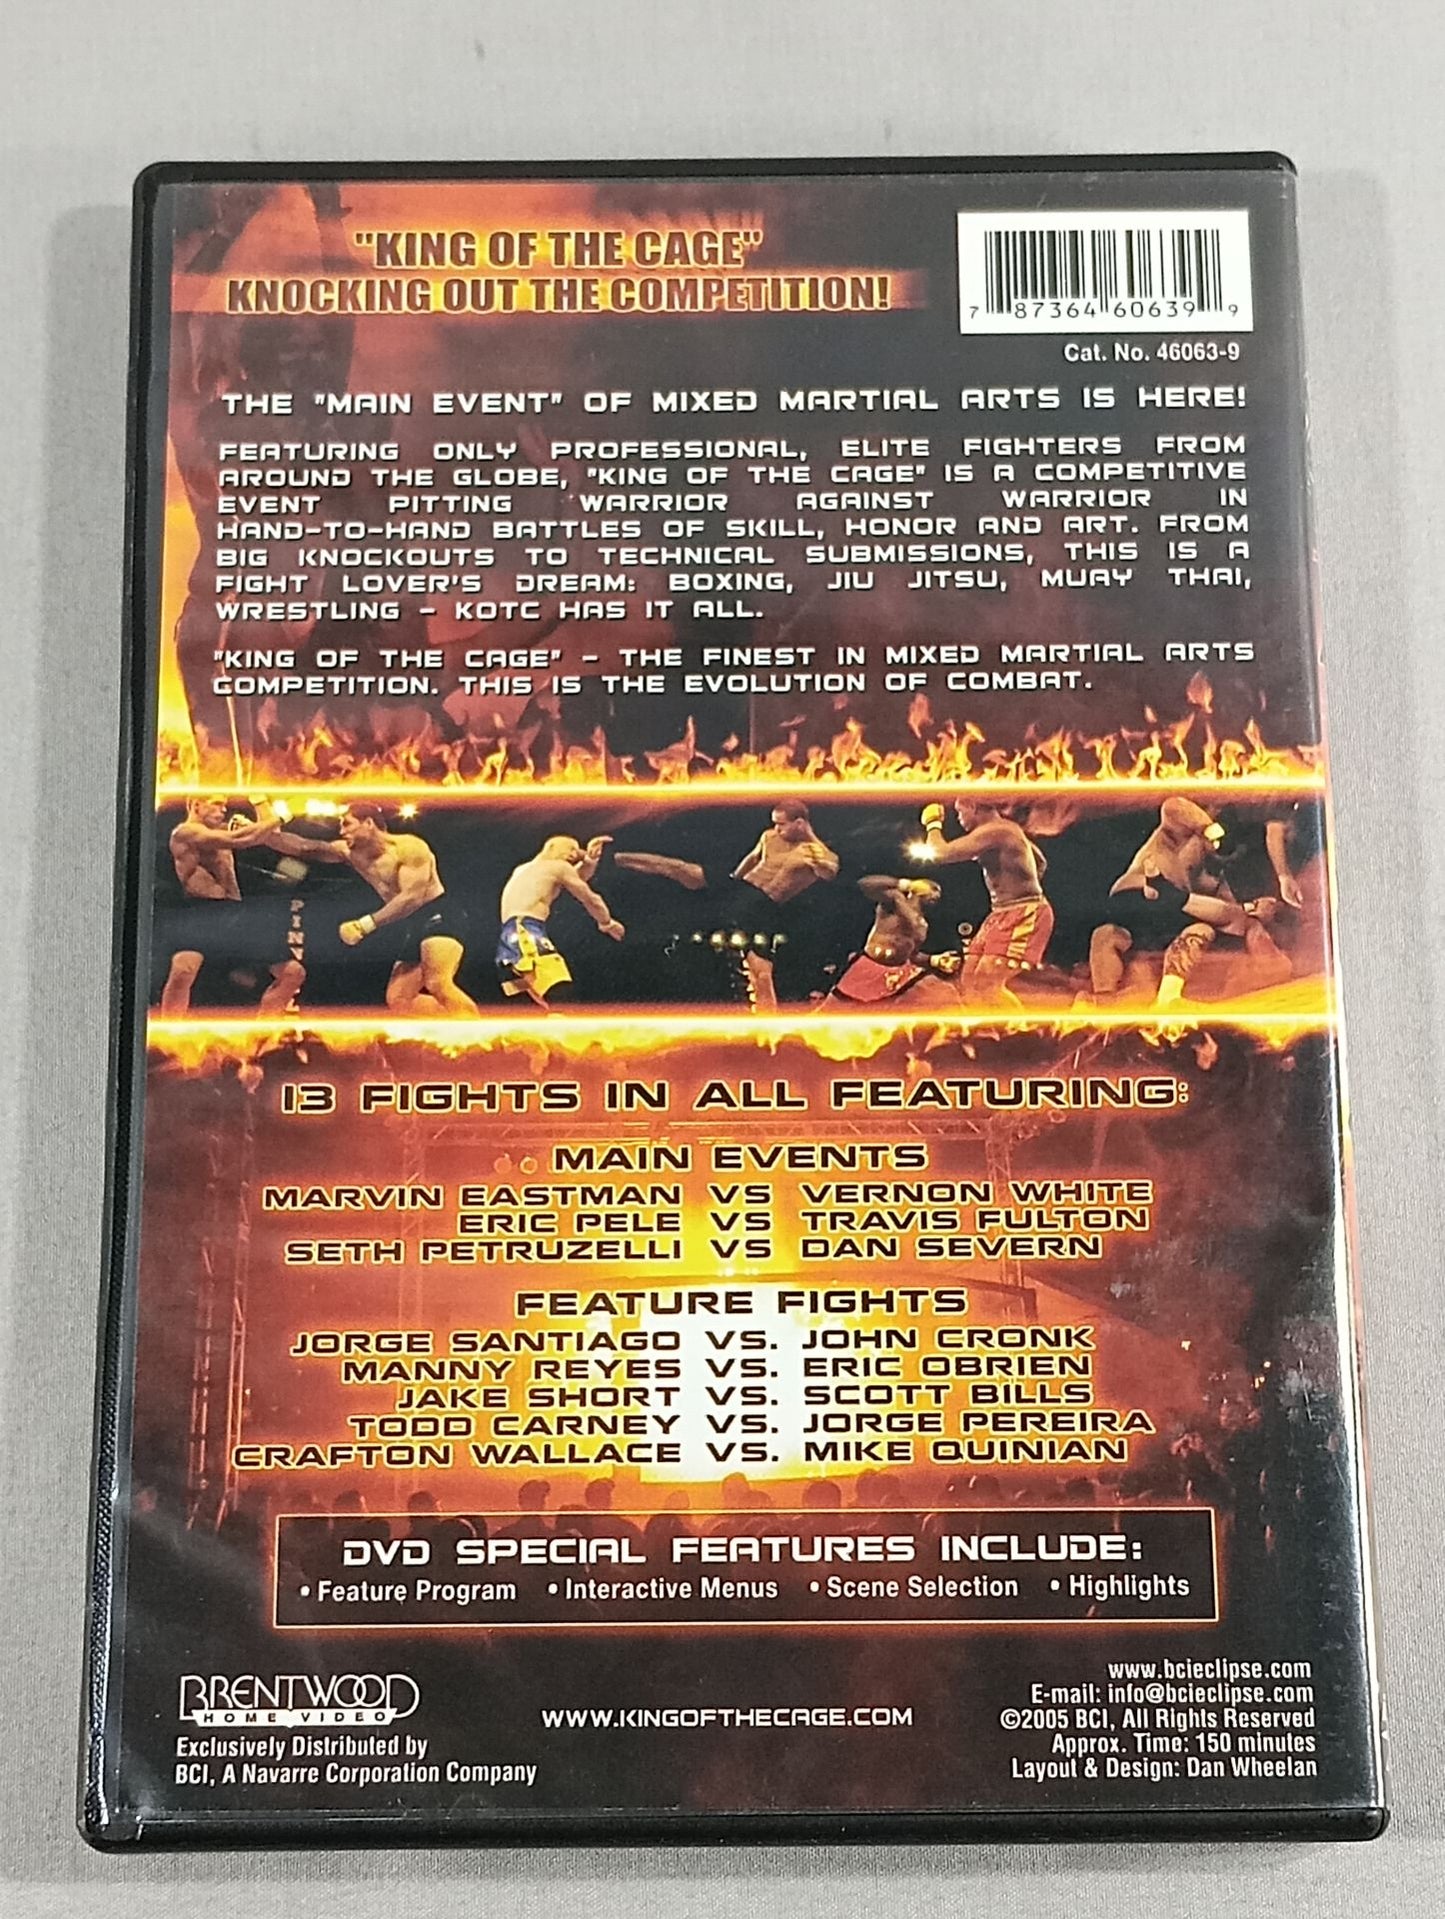 "KING OF THE CAGE"
KNOCKING OUT THE COMPETITION!
7 87364 60639 9
Cat. No. 46063-9
THE "MAIN EVENT" OF MIXED MARTIAL ARTS IS HERE!
FEATURING ONLY PROFESSIONAL, ELITE FIGHTERS FROM
AROUND THE GLOBE, "KING OF THE CAGE" IS A COMPETITIVE
EVENT PITTING WARRIOR AGAINST WARRIOR IN
HAND-TO-HAND BATTLES OF SKILL, HONOR AND ART. FROM
BIG KNOCKOUTS TO TECHNICAL SUBMISSIONS, THIS IS A
FIGHT LOVER'S DREAM: BOXING, JIU JITSU, MUAY THAI,
WRESTLING - KOTC HAS IT ALL.
"KING OF THE CAGE" - THE FINEST IN MIXED MARTIAL ARTS
COMPETITION. THIS IS THE EVOLUTION OF COMBAT.
13 FIGHTS IN ALL FEATURING:
MAIN EVENTS
MARVIN EASTMAN VS VERNON WHITE
ERIC PELE VS TRAVIS FULTON
SETH PETRUZELLI VS DAN SEVERN
FEATURE FIGHTS
JORGE SANTIAGO VS. JOHN CRONK
MANNY REYES VS. ERIC OBRIEN
JAKE SHORT VS. SCOTT BILLS
TODD CARNEY VS. JORGE PEREIRA
CRAFTON WALLACE VS. MIKE QUINIAN
DVD SPECIAL FEATURES INCLUDE:
• Feature Program • Interactive Menus • Scene Selection • Highlights
BRENTWOOD
HOME VIDEO
Exclusively Distributed by
BCI, A Navarre Corporation Company
WWW.KINGOFTHECAGE.COM
www.bcieclipse.com
E-mail: info@bcieclipse.com
©2005 BCI, All Rights Reserved
Approx. Time: 150 minutes
Layout & Design: Dan Wheelan